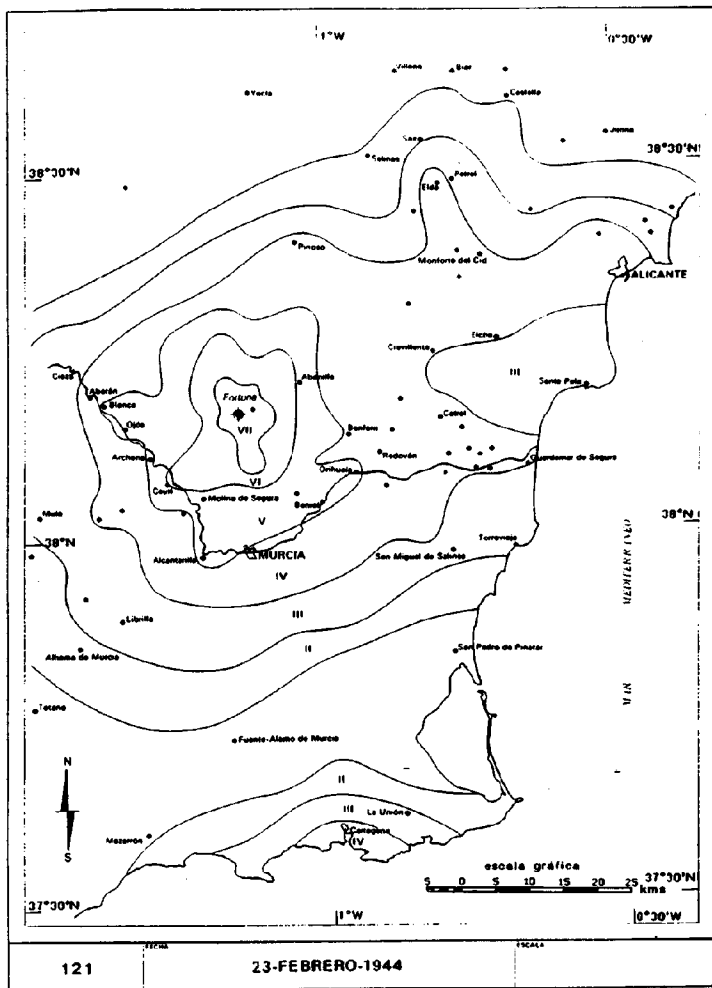 1°W
0°30'W
Villena
Biar
Yecla
Castalla
Jijona
38°30'N
Sax
Salinas
38°30'N
Petrel
Elda
Pinoso
Monforte del Cid
ALICANTE
Elche
Crevillente
III
Cieza
Abanilla
Santa Pola
Abarán
Blanca
Fortuna
Catral
VII
Ojós
Benferri
Archena
Redován
Guardamar de Segura
Orihuela
VI
Ceutí
Molina de Segura
Beniel
Mula
V
38°N
38°N
Torrevieja
MURCIA
San Miguel de Salinas
Alcantarilla
IV
MAR MEDITERRANEO
III
Librilla
II
Alhama de Murcia
San Pedro de Pinatar
Totana
Fuente-Alamo de Murcia
N
S
II
III
La Unión
Cartagena
IV
Mazarrón
escala gráfica
5 0 5 10 15 20 25
kms
37°30'N
37°30'N
1°W
0°30'W
FECHA
ESCALA
121
23-FEBRERO-1944